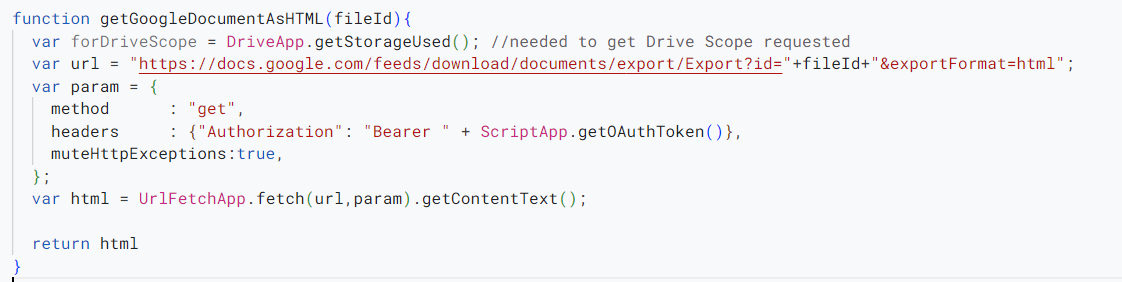 function getGoogleDocumentAsHTML(fileId){
  var forDriveScope = DriveApp.getStorageUsed(); //needed to get Drive Scope requested
  var url = "https://docs.google.com/feeds/download/documents/export/Export?id="+fileId+"&exportFormat=html";
  var param = {
    method      : "get",
    headers     : {"Authorization": "Bearer " + ScriptApp.getOAuthToken()},
    muteHttpExceptions:true,
  };
  var html = UrlFetchApp.fetch(url,param).getContentText();

  return html
}